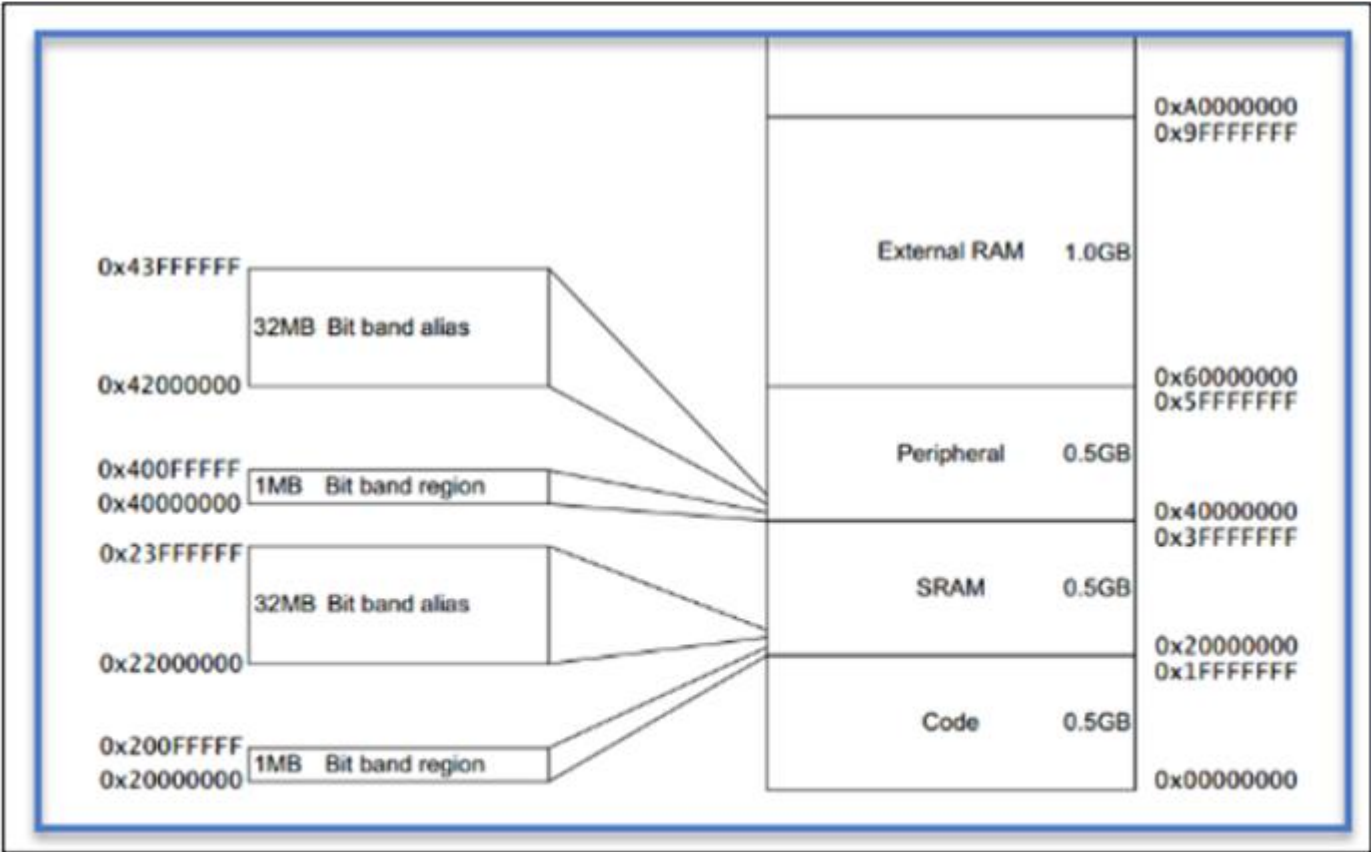 0xA0000000
0x9FFFFFFF
External RAM 1.0GB
0x43FFFFFF
32MB Bit band alias
0x42000000
0x60000000
0x5FFFFFFF
Peripheral 0.5GB
0x400FFFFF
1MB Bit band region
0x40000000
0x40000000
0x3FFFFFFF
0x23FFFFFF
32MB Bit band alias
0x22000000
SRAM 0.5GB
0x20000000
0x1FFFFFFF
Code 0.5GB
0x200FFFFF
1MB Bit band region
0x20000000
0x00000000